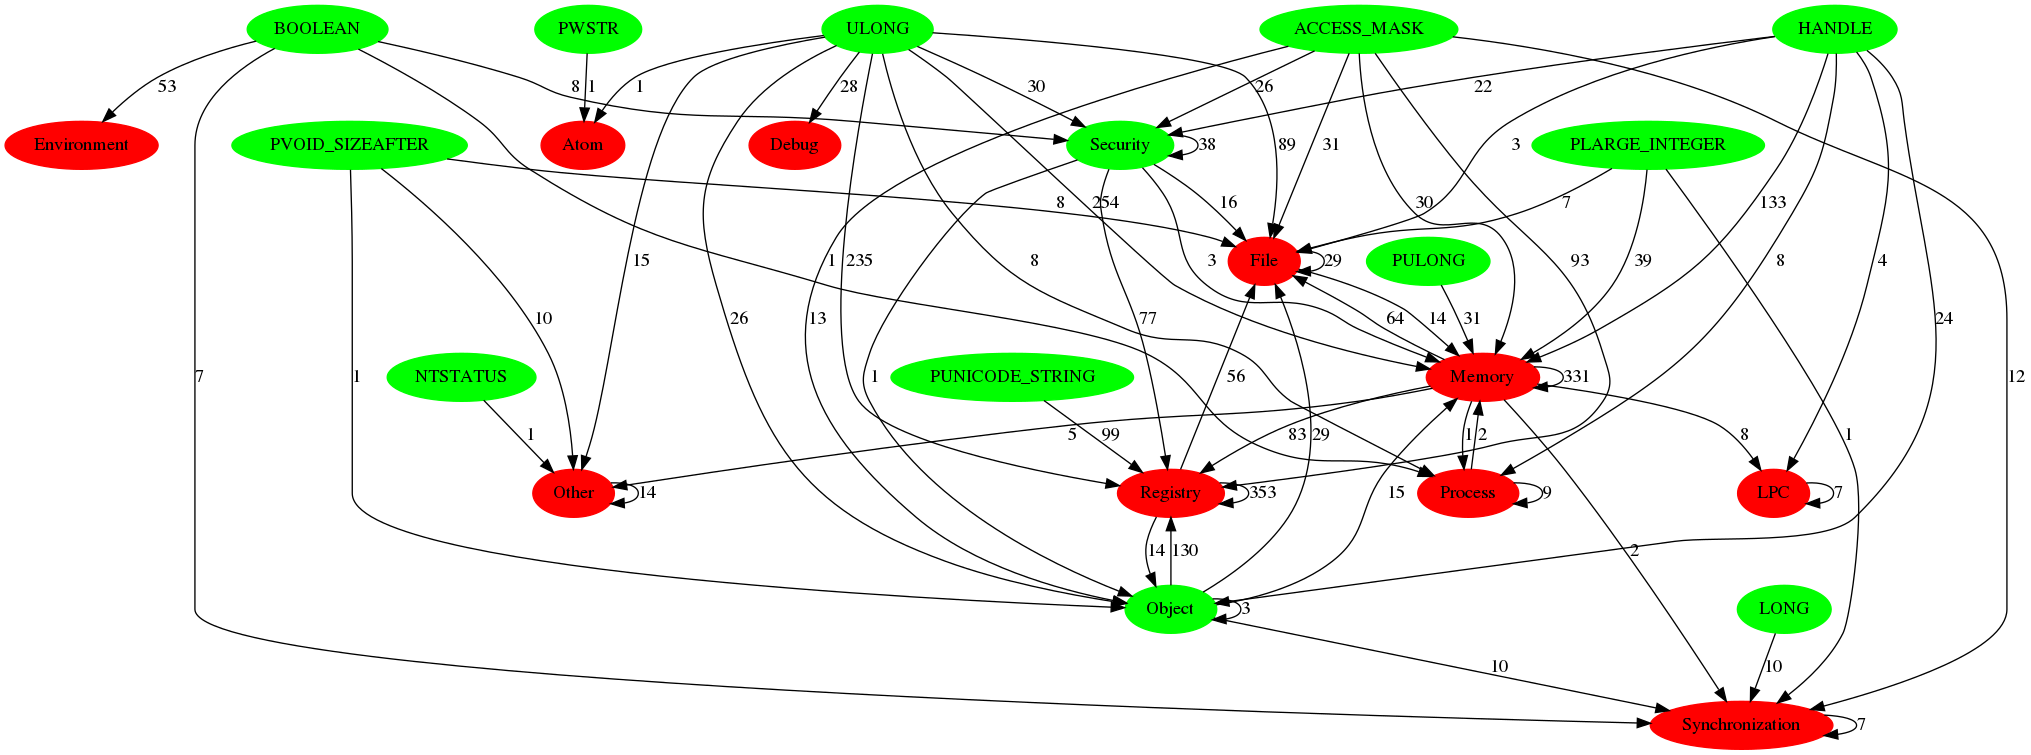 BOOLEAN PWSTR ULONG ACCESS_MASK HANDLE
53 8 1 1 28 30 26 22
Environment PVOID_SIZEAFTER Atom Debug Security 38 89 31 3 PLARGE_INTEGER
8 254 16 30 7 133
1 15 10 235 8 3 File 29 PULONG 93 39 8 4
26 13 77 64 14 31 24
7 1 NTSTATUS 1 PUNICODE_STRING 56 Memory 331 12
1 5 99 83 1 2 8 1
Other 14 Registry 353 29 15 Process 9 LPC 7
14 130 2
Object 3 LONG
10 10
Synchronization 7